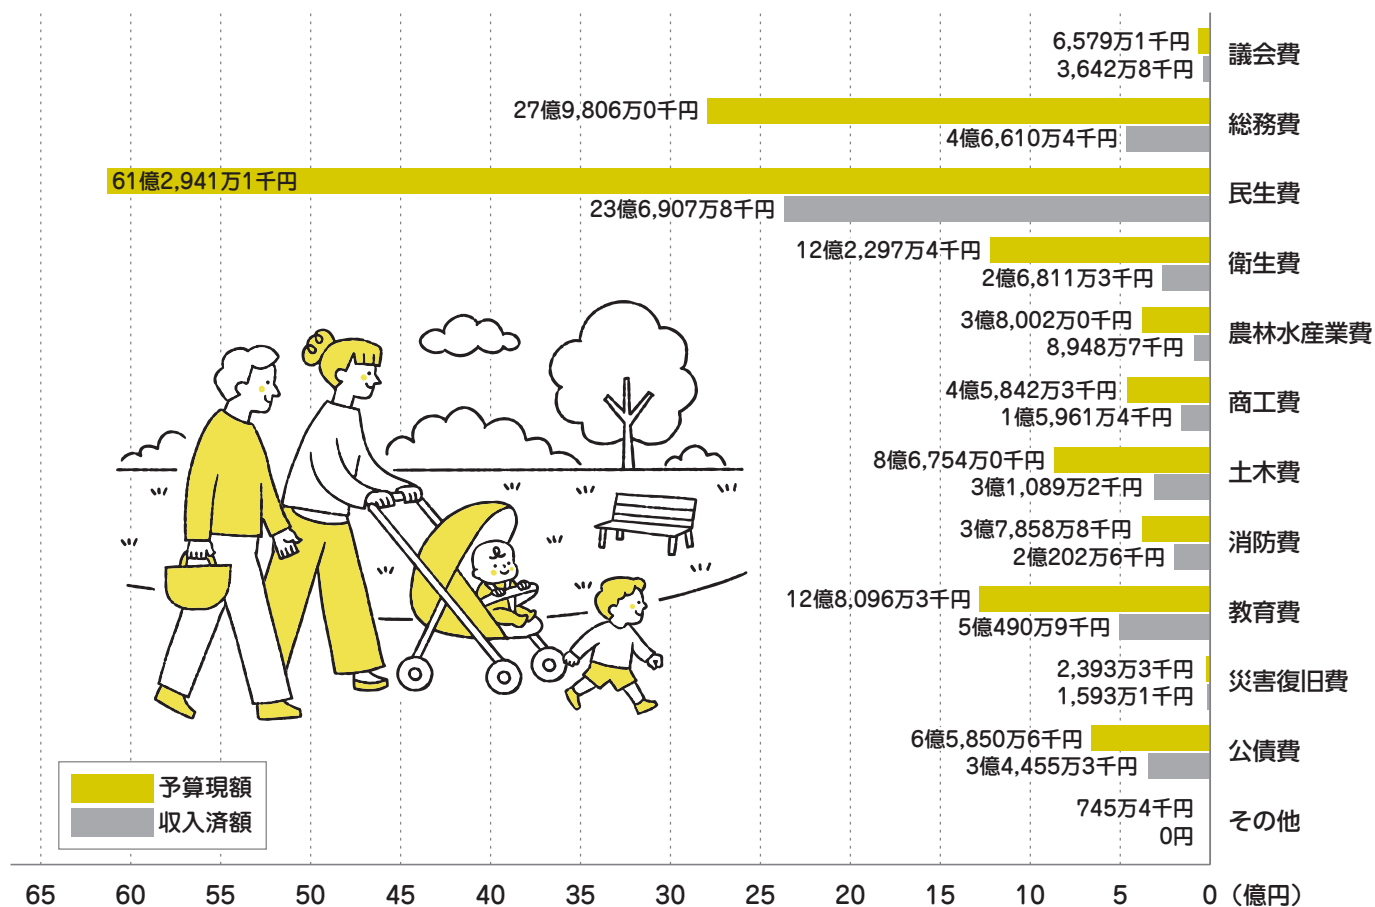 6,579万1千円
3,642万8千円
議会費
27億9,806万0千円
4億6,610万4千円
総務費
61億2,941万1千円
23億6,907万8千円
民生費
12億2,297万4千円
2億6,811万3千円
衛生費
3億8,002万0千円
8,948万7千円
農林水産業費
4億5,842万3千円
1億5,961万4千円
商工費
8億6,754万0千円
3億1,089万2千円
土木費
3億7,858万8千円
2億202万6千円
消防費
12億8,096万3千円
5億490万9千円
教育費
2,393万3千円
1,593万1千円
災害復旧費
6億5,850万6千円
3億4,455万3千円
公債費
745万4千円
0円
その他
予算現額
収入済額
65 60 55 50 45 40 35 30 25 20 15 10 5 0 （億円）